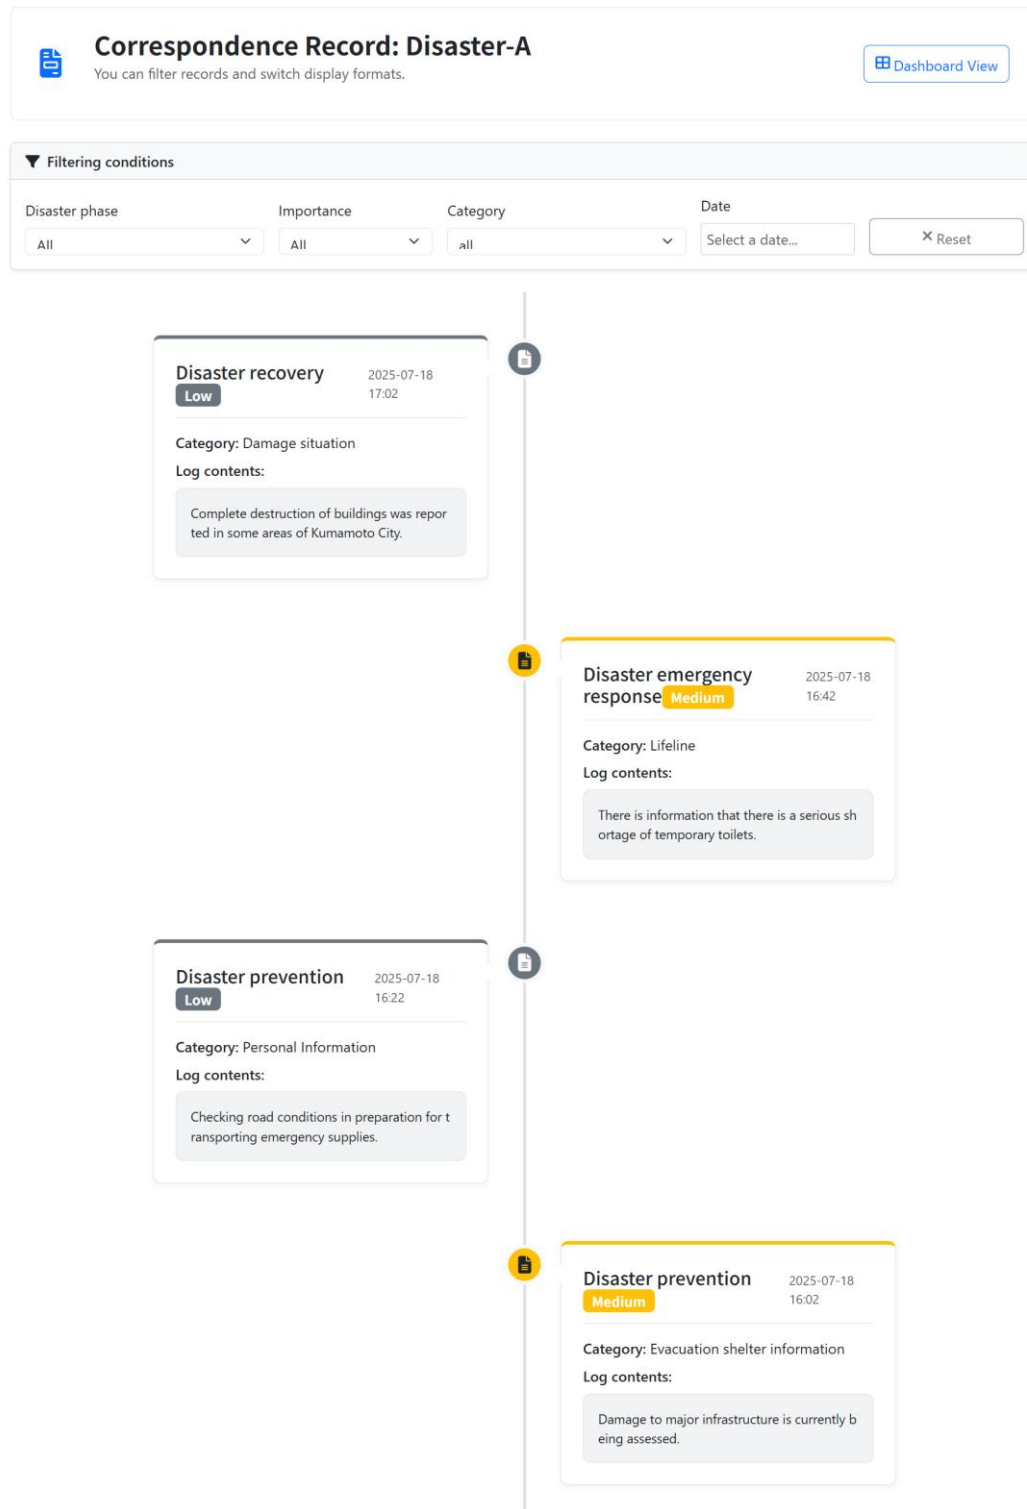 Correspondence Record: Disaster-A
You can filter records and switch display formats.
Dashboard View
Filtering conditions
Disaster phase
Importance
Category
Date
All
All
all
Select a date...
Reset
Disaster recovery
Low
2025-07-18
17:02
Category: Damage situation
Log contents:
Complete destruction of buildings was repor
ted in some areas of Kumamoto City.
Disaster emergency
response Medium
2025-07-18
16:42
Category: Lifeline
Log contents:
There is information that there is a serious sh
ortage of temporary toilets.
Disaster prevention
Low
2025-07-18
16:22
Category: Personal Information
Log contents:
Checking road conditions in preparation for t
ransporting emergency supplies.
Disaster prevention
Medium
2025-07-18
16:02
Category: Evacuation shelter information
Log contents:
Damage to major infrastructure is currently b
eing assessed.